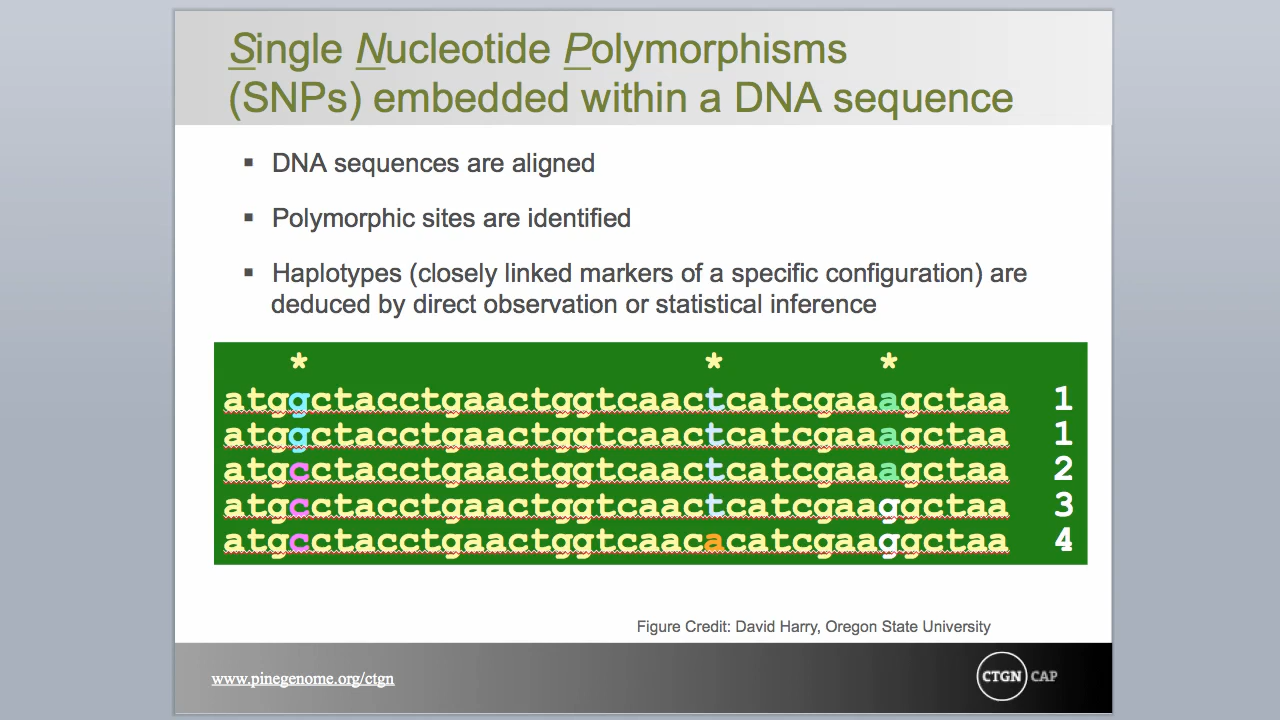 Single Nucleotide Polymorphisms
(SNPs) embedded within a DNA sequence
▪ DNA sequences are aligned
▪ Polymorphic sites are identified
▪ Haplotypes (closely linked markers of a specific configuration) are
deduced by direct observation or statistical inference
* * *
atggctacctgaactggtcaactcatcgaaagctaa 1
atggctacctgaactggtcaactcatcgaaagctaa 1
atgcctacctgaactggtcaactcatcgaaagctaa 2
atgcctacctgaactggtcaactcatcgaaggctaa 3
atgcctacctgaactggtcaacacatcgaaggctaa 4
Figure Credit: David Harry, Oregon State University
www.pinegenome.org/ctgn
CTGN CAP